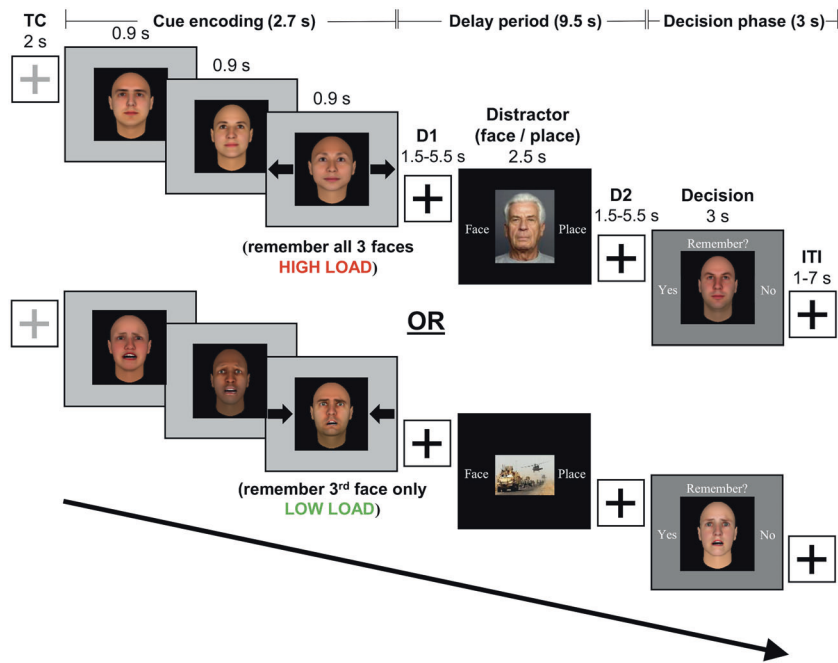 TC
2 s
Cue encoding (2.7 s)
Delay period (9.5 s)
Decision phase (3 s)
0.9 s
0.9 s
0.9 s
D1
1.5-5.5 s
Distractor
(face / place)
2.5 s
Face
Place
D2
1.5-5.5 s
Decision
3 s
Remember?
Yes
No
ITI
1-7 s
(remember all 3 faces
HIGH LOAD)
OR
(remember 3rd face only
LOW LOAD)
Face
Place
Remember?
Yes
No